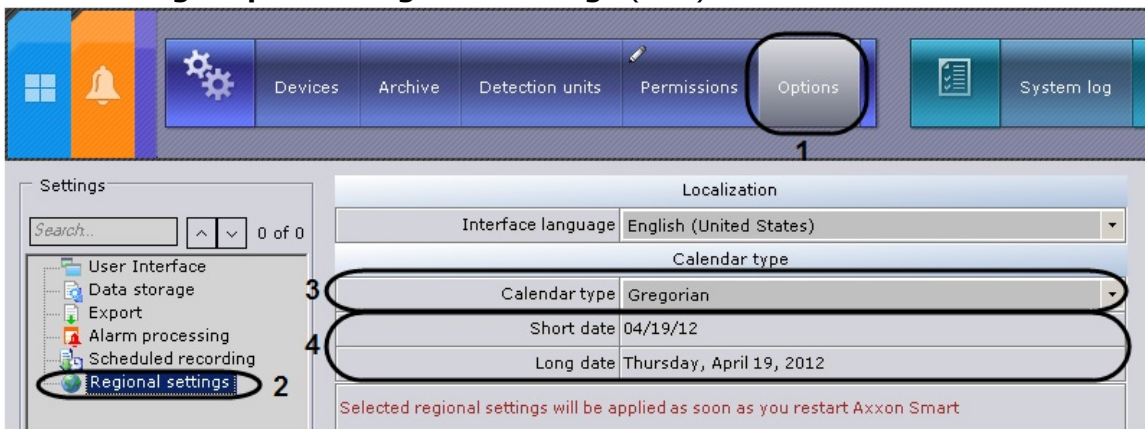 Devices Archive Detection units Permissions Options System log
1
Settings
Search... 0 of 0
User Interface
Data storage
Export
Alarm processing
Scheduled recording
Regional settings 2
Localization
Interface language English (United States)
Calendar type
3 Calendar type Gregorian
4 Short date 04/19/12
Long date Thursday, April 19, 2012
Selected regional settings will be applied as soon as you restart Axxon Smart